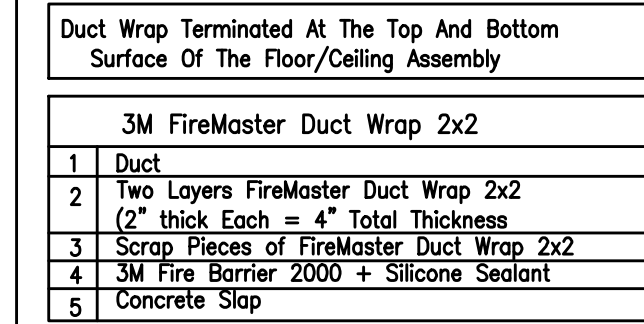 Duct Wrap Terminated At The Top And Bottom
Surface Of The Floor/Ceiling Assembly
3M FireMaster Duct Wrap 2x2
1 Duct
2 Two Layers FireMaster Duct Wrap 2x2
(2" thick Each = 4" Total Thickness
3 Scrap Pieces of FireMaster Duct Wrap 2x2
4 3M Fire Barrier 2000 + Silicone Sealant
5 Concrete Slap